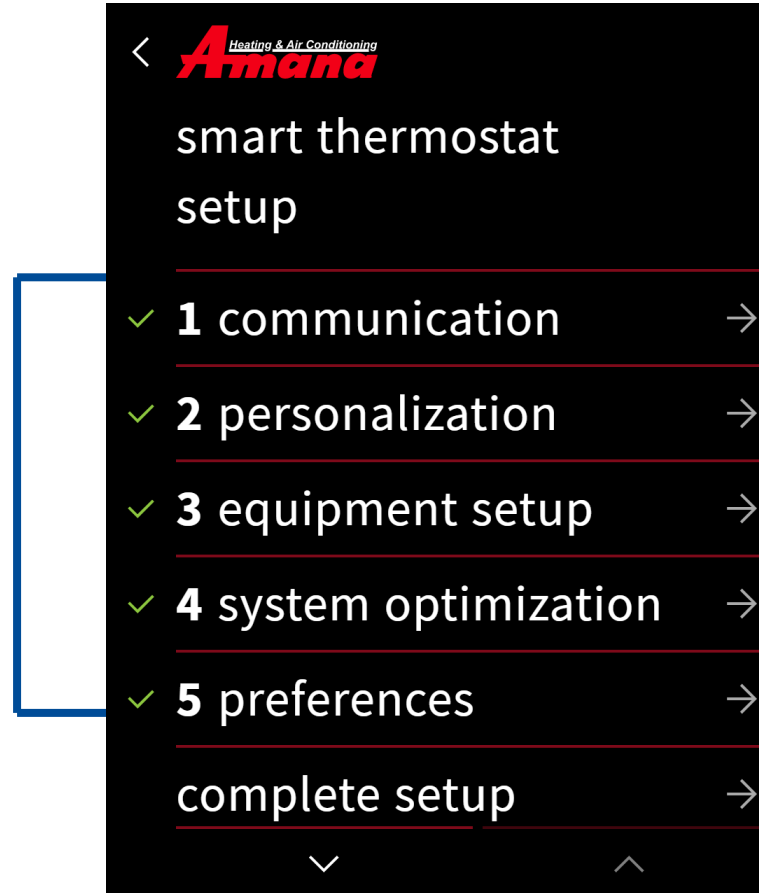 Heating & Air Conditioning
Amana
smart thermostat
setup
1 communication
2 personalization
3 equipment setup
4 system optimization
5 preferences
complete setup